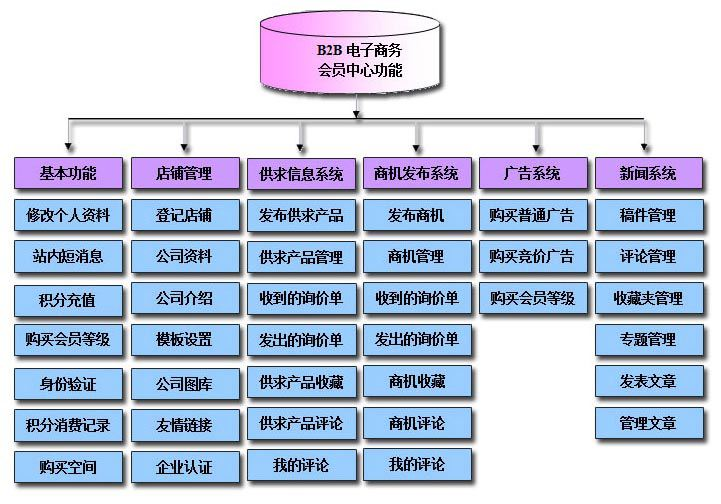 B2B 电子商务
会员中心功能
基本功能
店铺管理
供求信息系统
商机发布系统
广告系统
新闻系统
修改个人资料
登记店铺
发布供求产品
发布商机
购买普通广告
稿件管理
站内短消息
公司资料
供求产品管理
商机管理
购买竞价广告
评论管理
积分充值
公司介绍
收到的询价单
收到的询价单
购买会员等级
收藏夹管理
购买会员等级
模板设置
发出的询价单
发出的询价单
专题管理
身份验证
公司图库
供求产品收藏
商机收藏
发表文章
积分消费记录
友情链接
供求产品评论
商机评论
管理文章
购买空间
企业认证
我的评论
我的评论